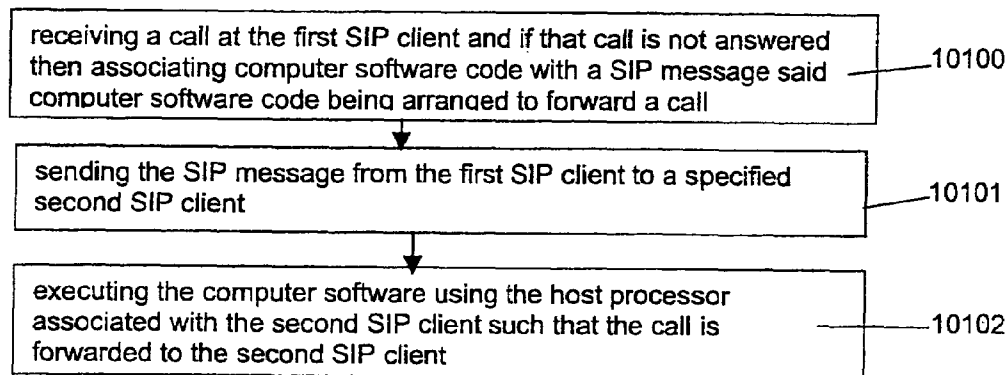 receiving a call at the first SIP client and if that call is not answered
then associating computer software code with a SIP message said
computer software code being arranged to forward a call
10100
sending the SIP message from the first SIP client to a specified
second SIP client
10101
executing the computer software using the host processor
associated with the second SIP client such that the call is
forwarded to the second SIP client
10102